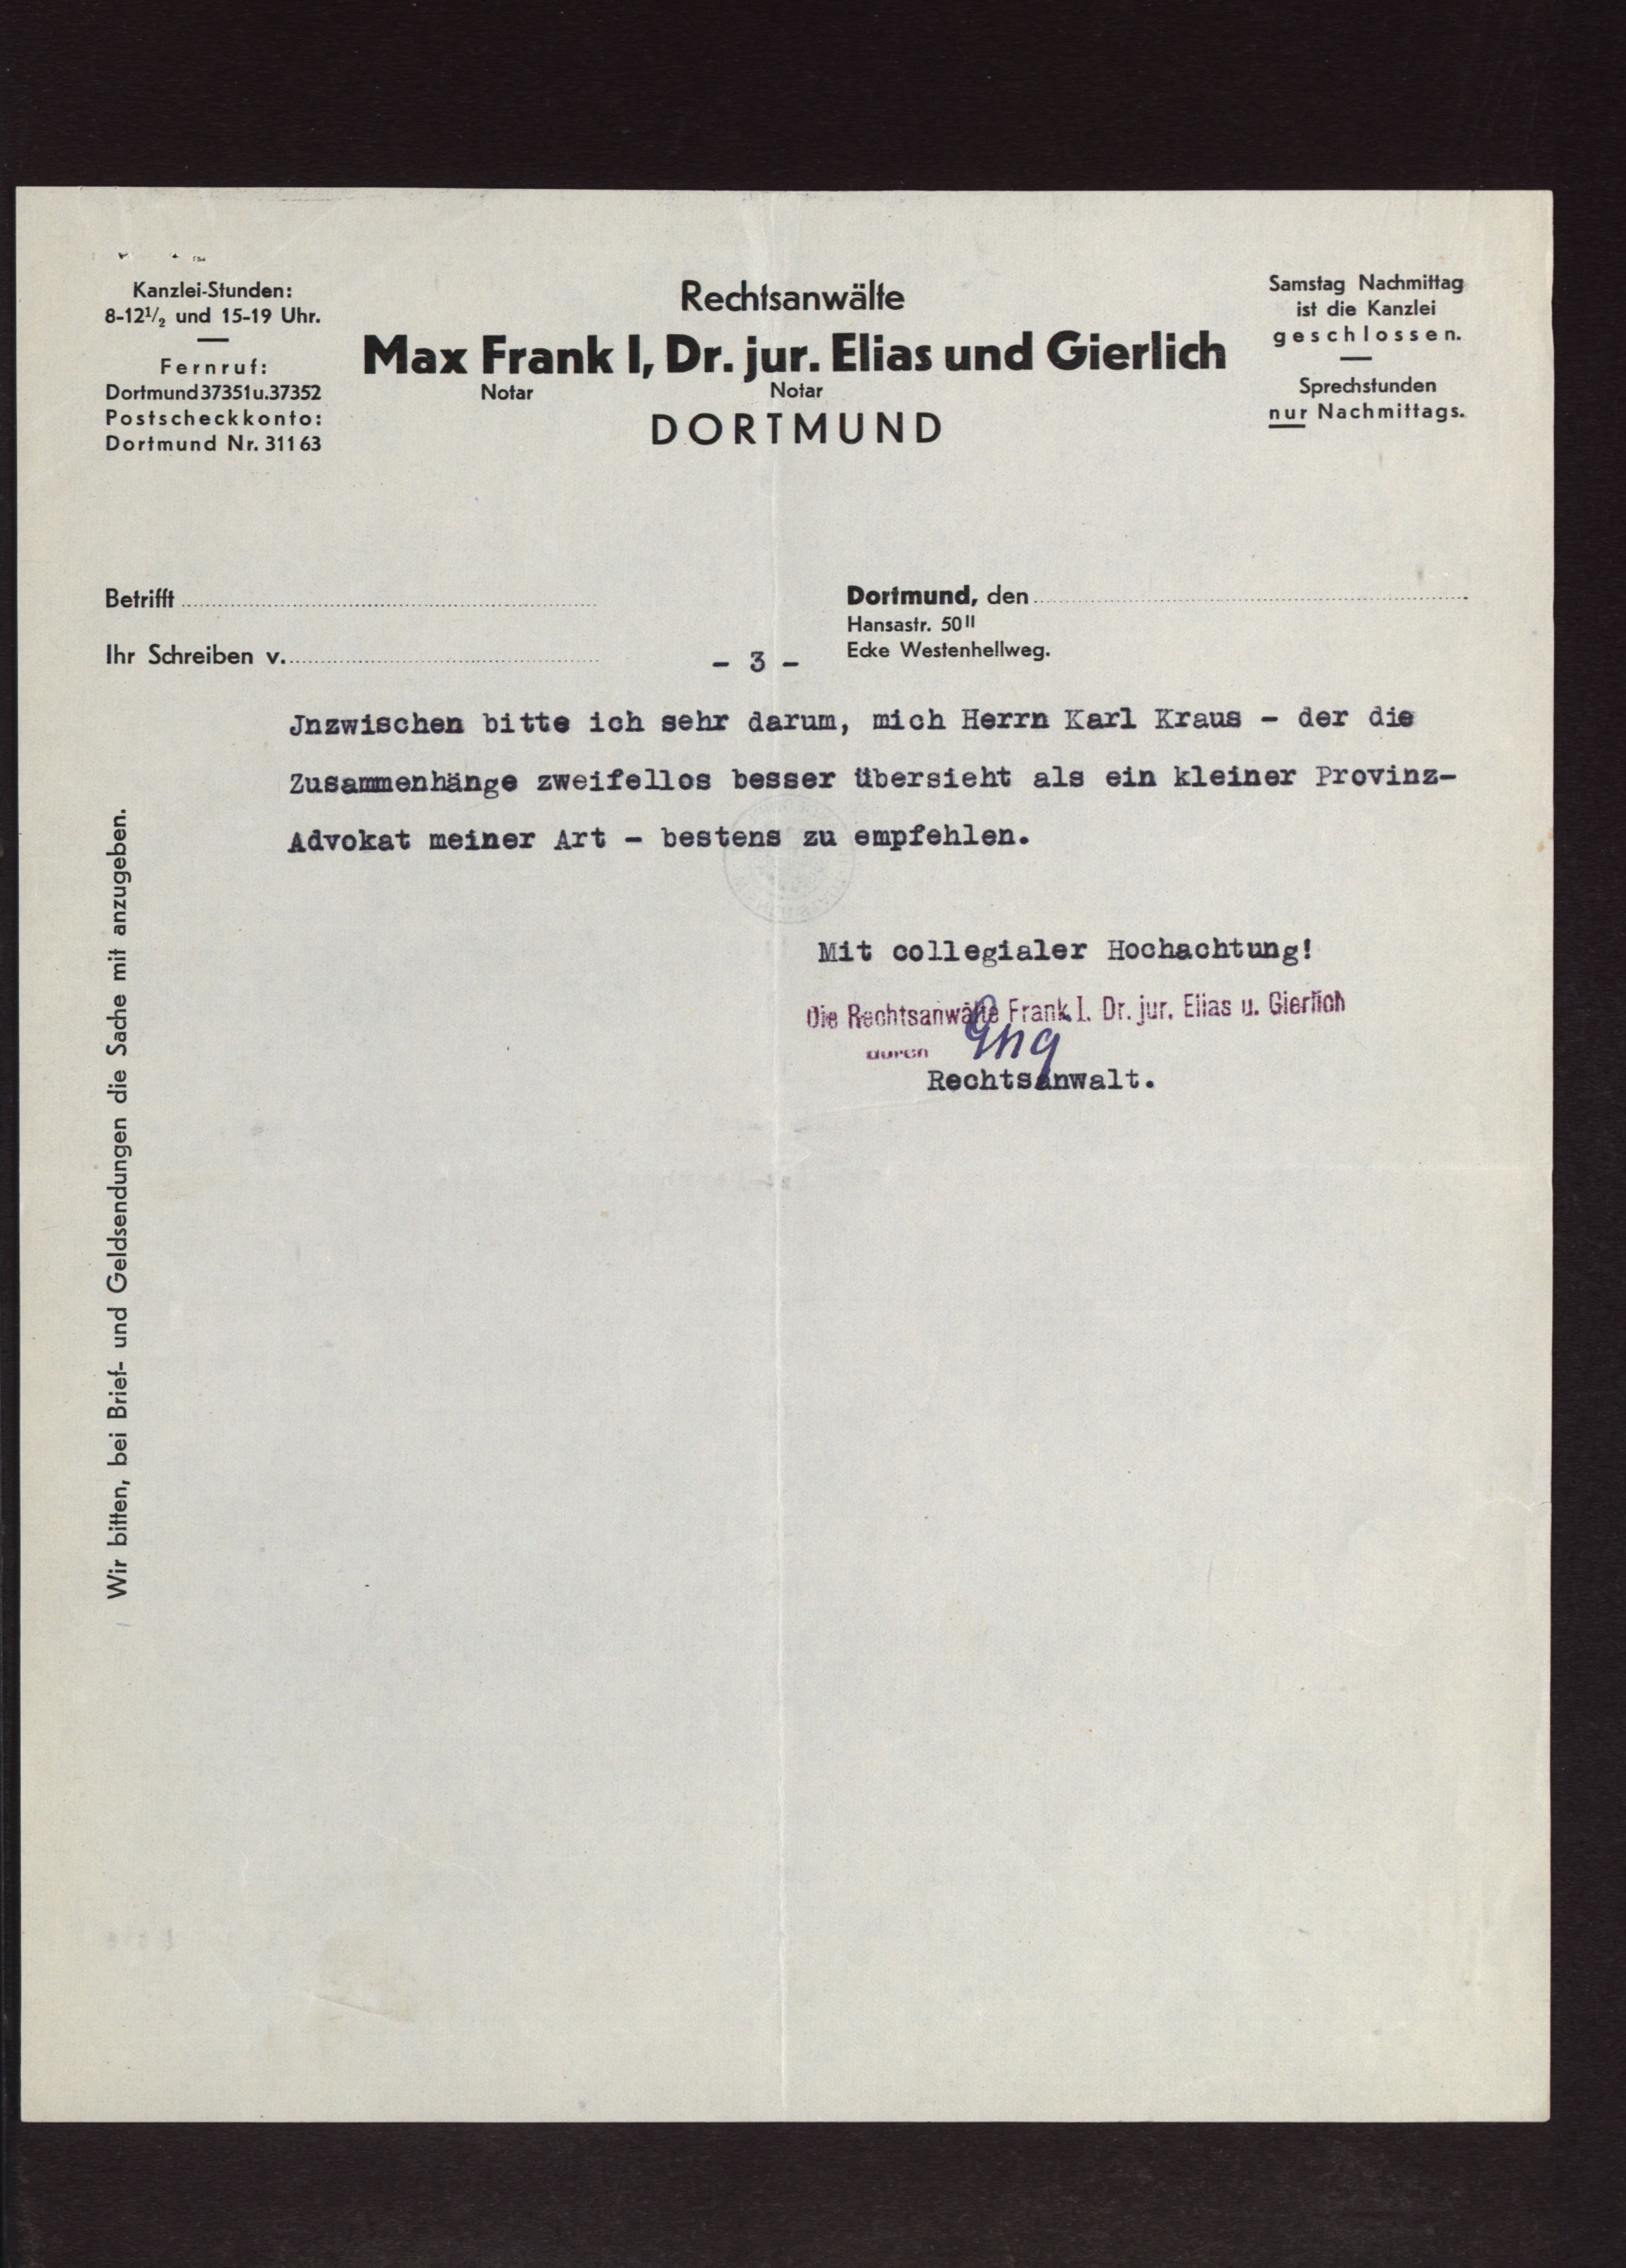 Kanzlei-Stunden:
8-12½ und 15-19 Uhr.
Fernruf:
Dortmund 37351 u. 37352
Postscheckkonto:
Dortmund Nr. 311 63
Rechtsanwälte
Max Frank I, Dr. jur. Elias und Gierlich
Notar Notar
DORTMUND
Samstag Nachmittag
ist die Kanzlei
geschlossen.
Sprechstunden
nur Nachmittags.
Betrifft
Ihr Schreiben v.
Dortmund, den
Hansastr. 50 II
Ecke Westenhellweg.
- 3 -
Jnzwischen bitte ich sehr darum, mich Herrn Karl Kraus - der die
Zusammenhänge zweifellos besser übersieht als ein kleiner Provinz-
Advokat meiner Art - bestens zu empfehlen.
Mit collegialer Hochachtung!
Die Rechtsanwälte Frank I. Dr. jur. Elias u. Gierlich
durch
Rechtsanwalt.
Wir bitten, bei Brief- und Geldsendungen die Sache mit anzugeben.